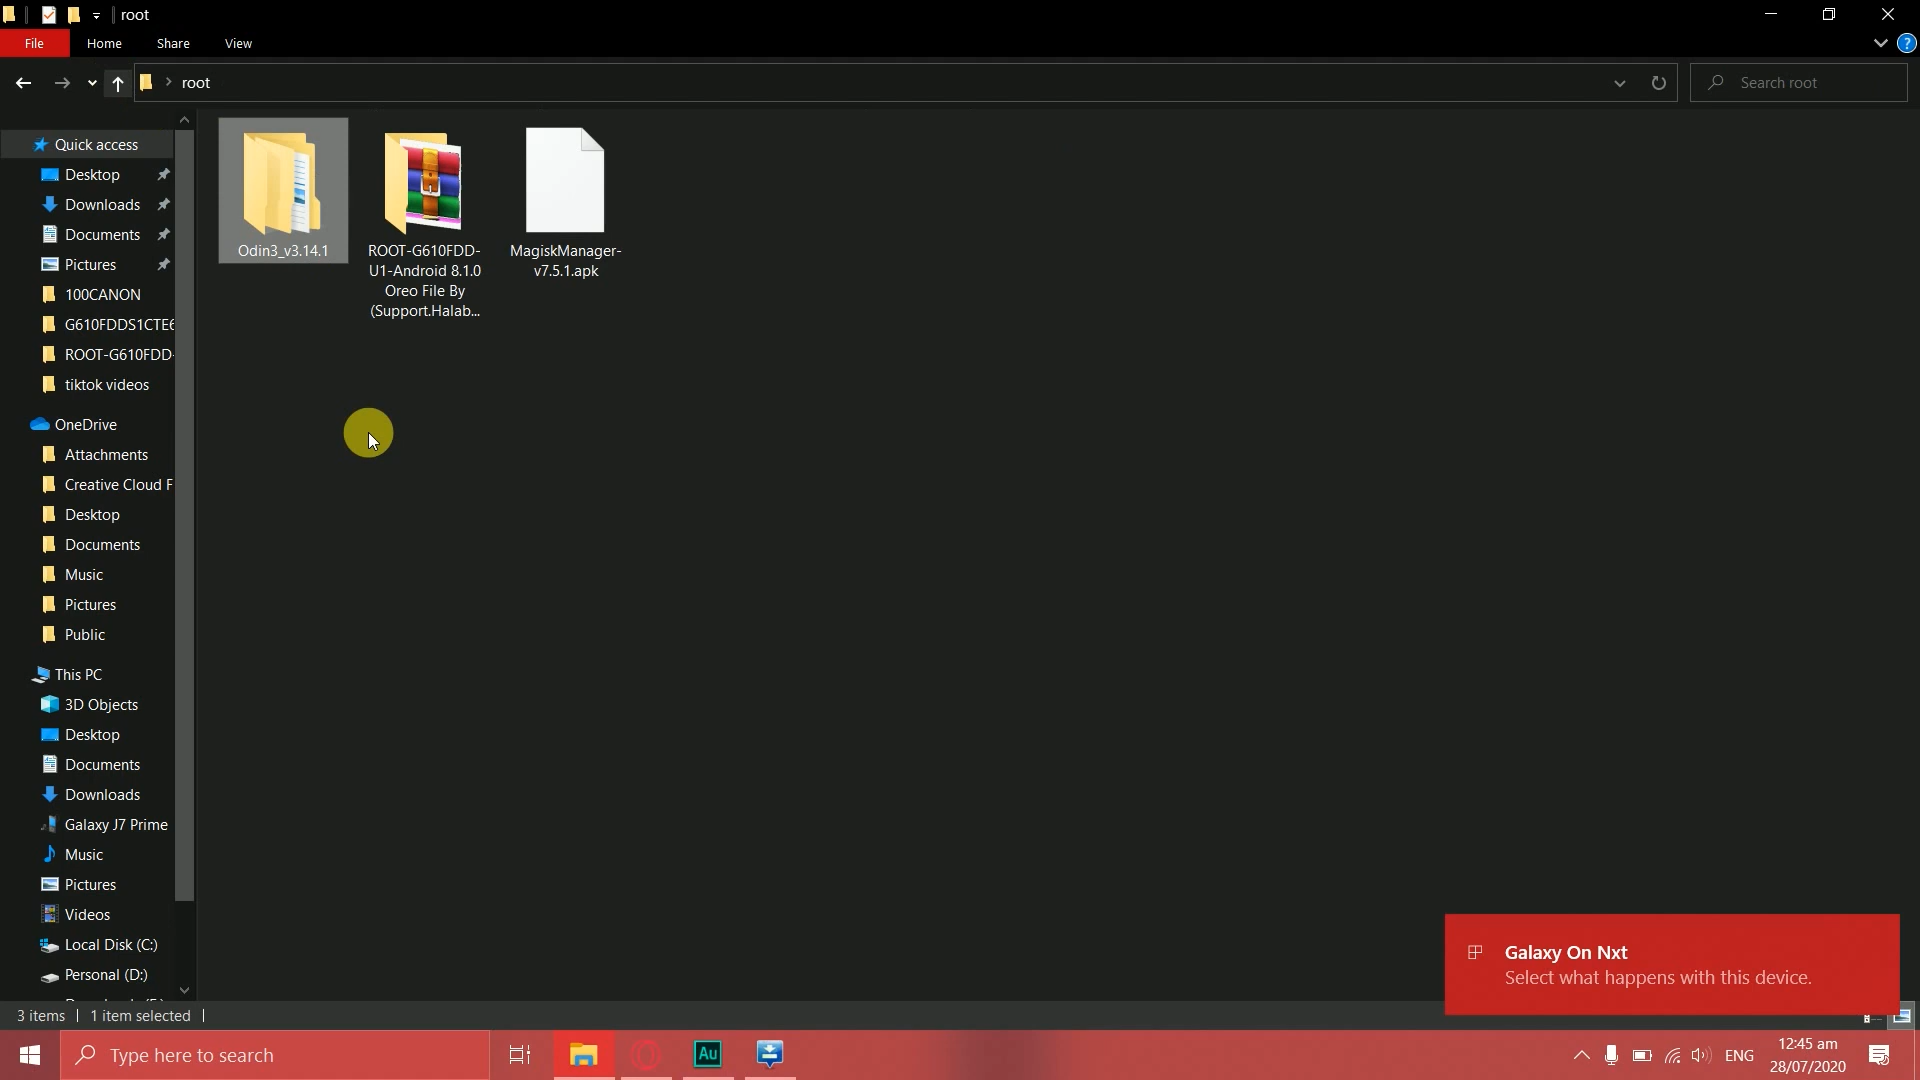 root
File
Home
Share
View
root
Search root
Quick access
Desktop
Downloads
Documents
Pictures
100CANON
G610FDDS1CTE6
ROOT-G610FDD-
tiktok videos
OneDrive
Attachments
Creative Cloud F
Desktop
Documents
Music
Pictures
Public
This PC
3D Objects
Desktop
Documents
Downloads
Galaxy J7 Prime
Music
Pictures
Videos
Local Disk (C:)
Personal (D:)
Odin3_v3.14.1
ROOT-G610FDD-
U1-Android 8.1.0
Oreo File By
(Support.Halab...
MagiskManager-
v7.5.1.apk
Galaxy On Nxt
Select what happens with this device.
3 items
1 item selected
Type here to search
Au
ENG
12:45 am
28/07/2020